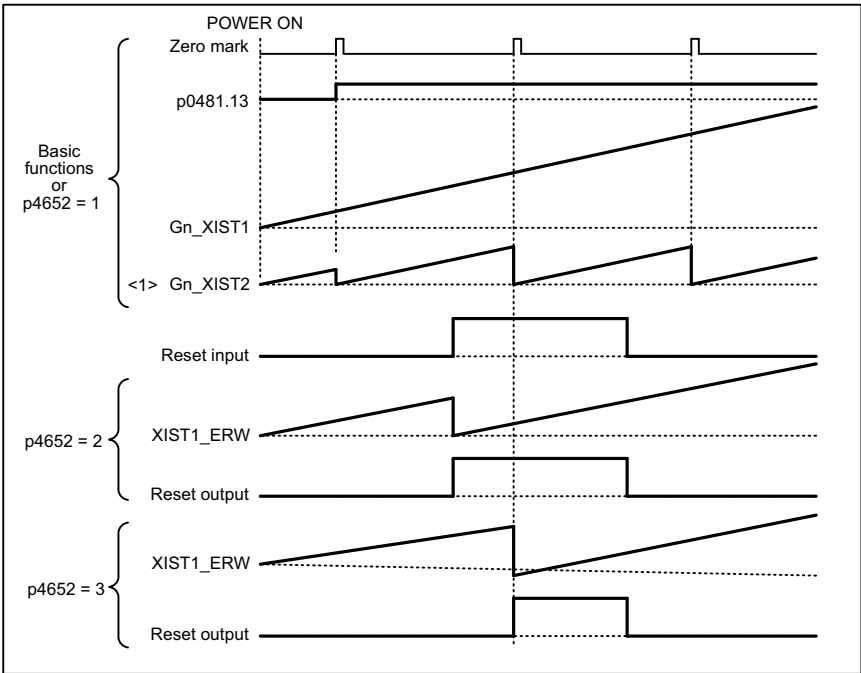 POWER ON
Zero mark
p0481.13
Basic
functions
or
p4652 = 1
Gn_XIST1
<1> Gn_XIST2
Reset input
p4652 = 2
XIST1_ERW
Reset output
p4652 = 3
XIST1_ERW
Reset output